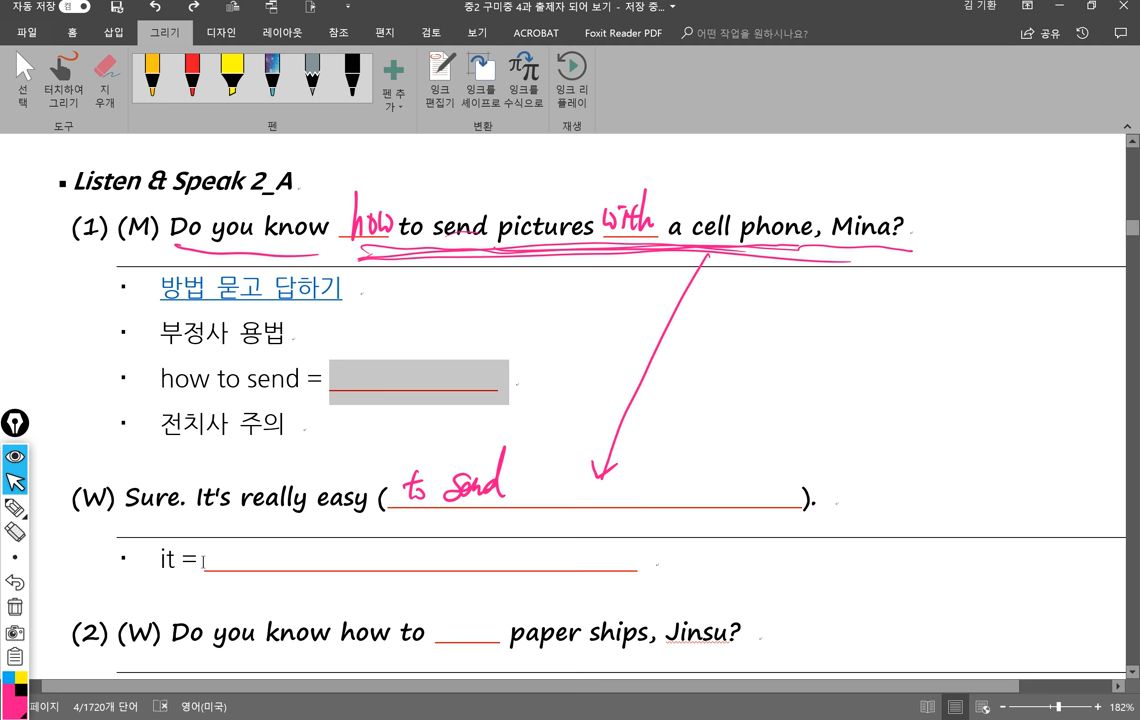 자동 저장 켬 중2 구미중 4과 출제자 되어 보기 - 저장 중... 김 기환
파일 홈 삽입 그리기 디자인 레이아웃 참조 편지 검토 보기 ACROBAT Foxit Reader PDF 어떤 작업을 원하시나요? 공유
선택 터치하여 그리기 지우개 펜 추가 잉크 편집기 잉크를 셰이프로 잉크를 수식으로 잉크 리플레이
도구 펜 변환 재생
▪ Listen & Speak 2_A
(1) (M) Do you know how to send pictures with a cell phone, Mina?
· 방법 묻고 답하기
· 부정사 용법
· how to send = ____
· 전치사 주의
(W) Sure. It's really easy ( to send ).
· it = ____
(2) (W) Do you know how to ____ paper ships, Jinsu?
페이지 4/17 20개 단어 영어(미국) 182%